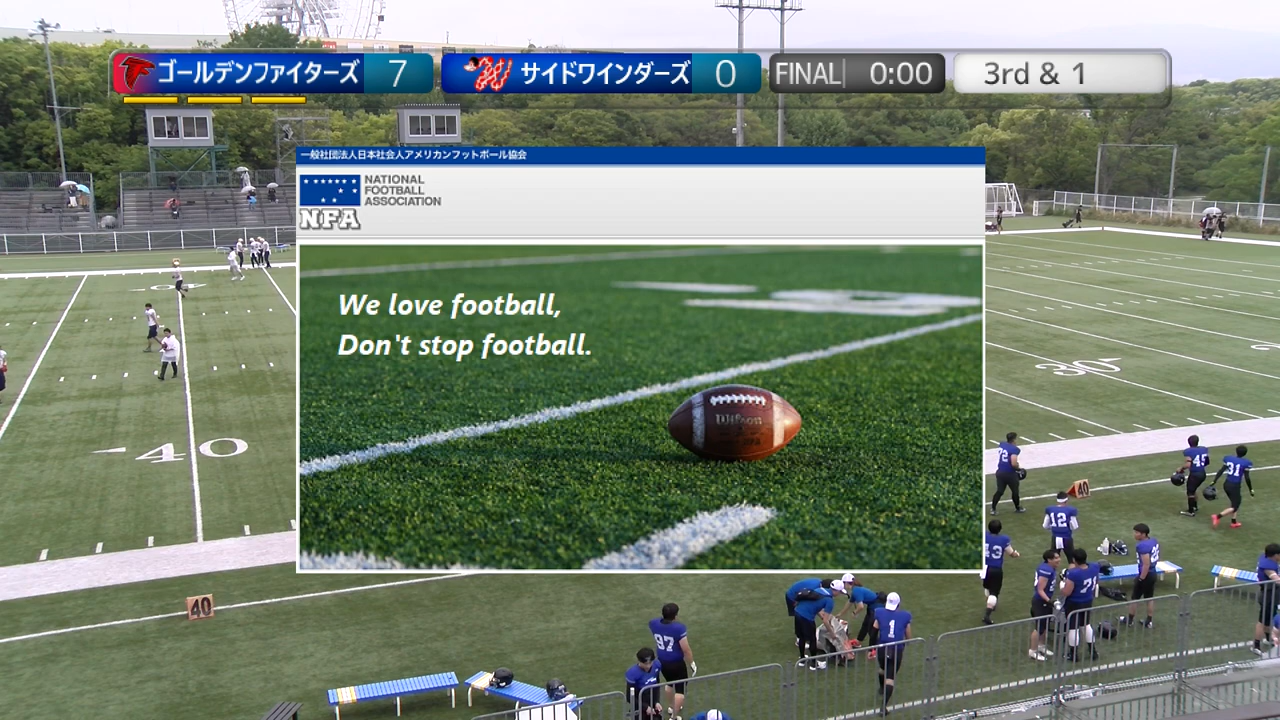 ゴールデンファイターズ 7 サイドワインダーズ 0 FINAL 0:00 3rd & 1
一般社団法人日本社会人アメリカンフットボール協会
NATIONAL
FOOTBALL
ASSOCIATION
NFA
We love football,
Don't stop football.
Wilson
30
40
45
31
40
12
40
97
1